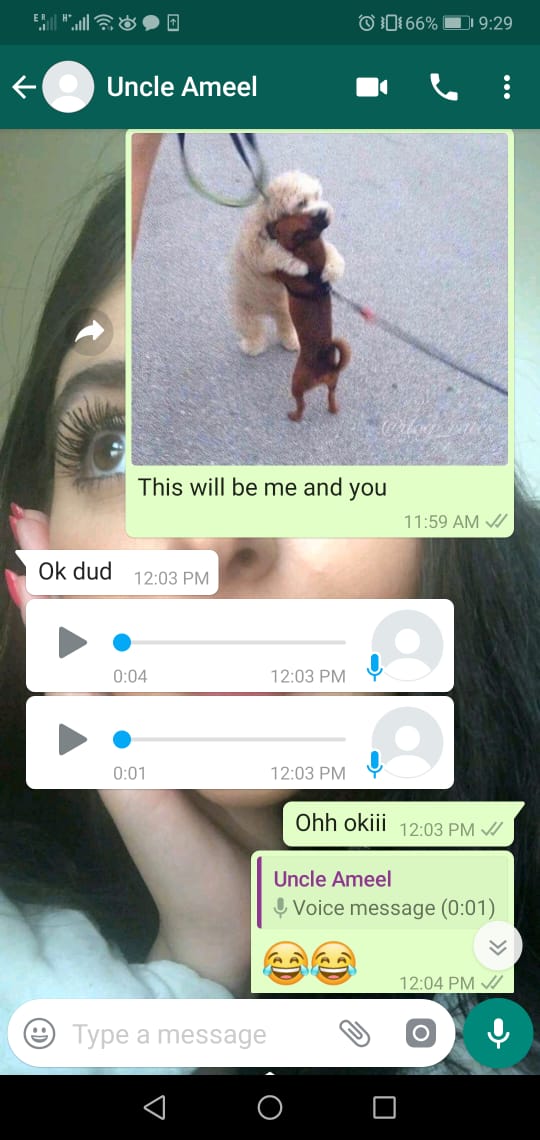 66% 9:29
Uncle Ameel
This will be me and you
11:59 AM
Ok dud 12:03 PM
0:04 12:03 PM
0:01 12:03 PM
Ohh okiii 12:03 PM
Uncle Ameel
Voice message (0:01)
😂😂
12:04 PM
Type a message